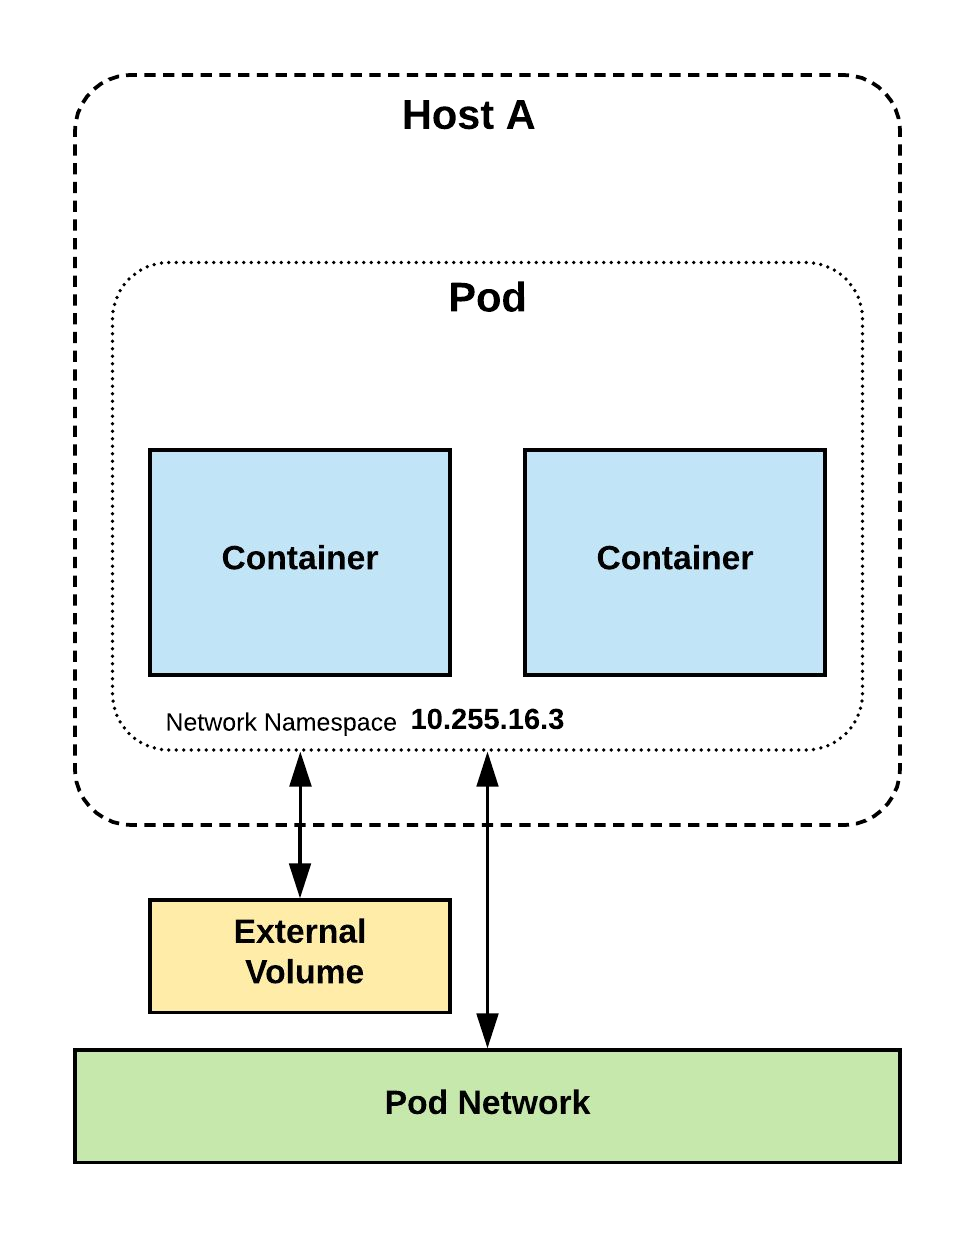 Host A
Pod
Container
Container
Network Namespace 10.255.16.3
External
Volume
Pod Network